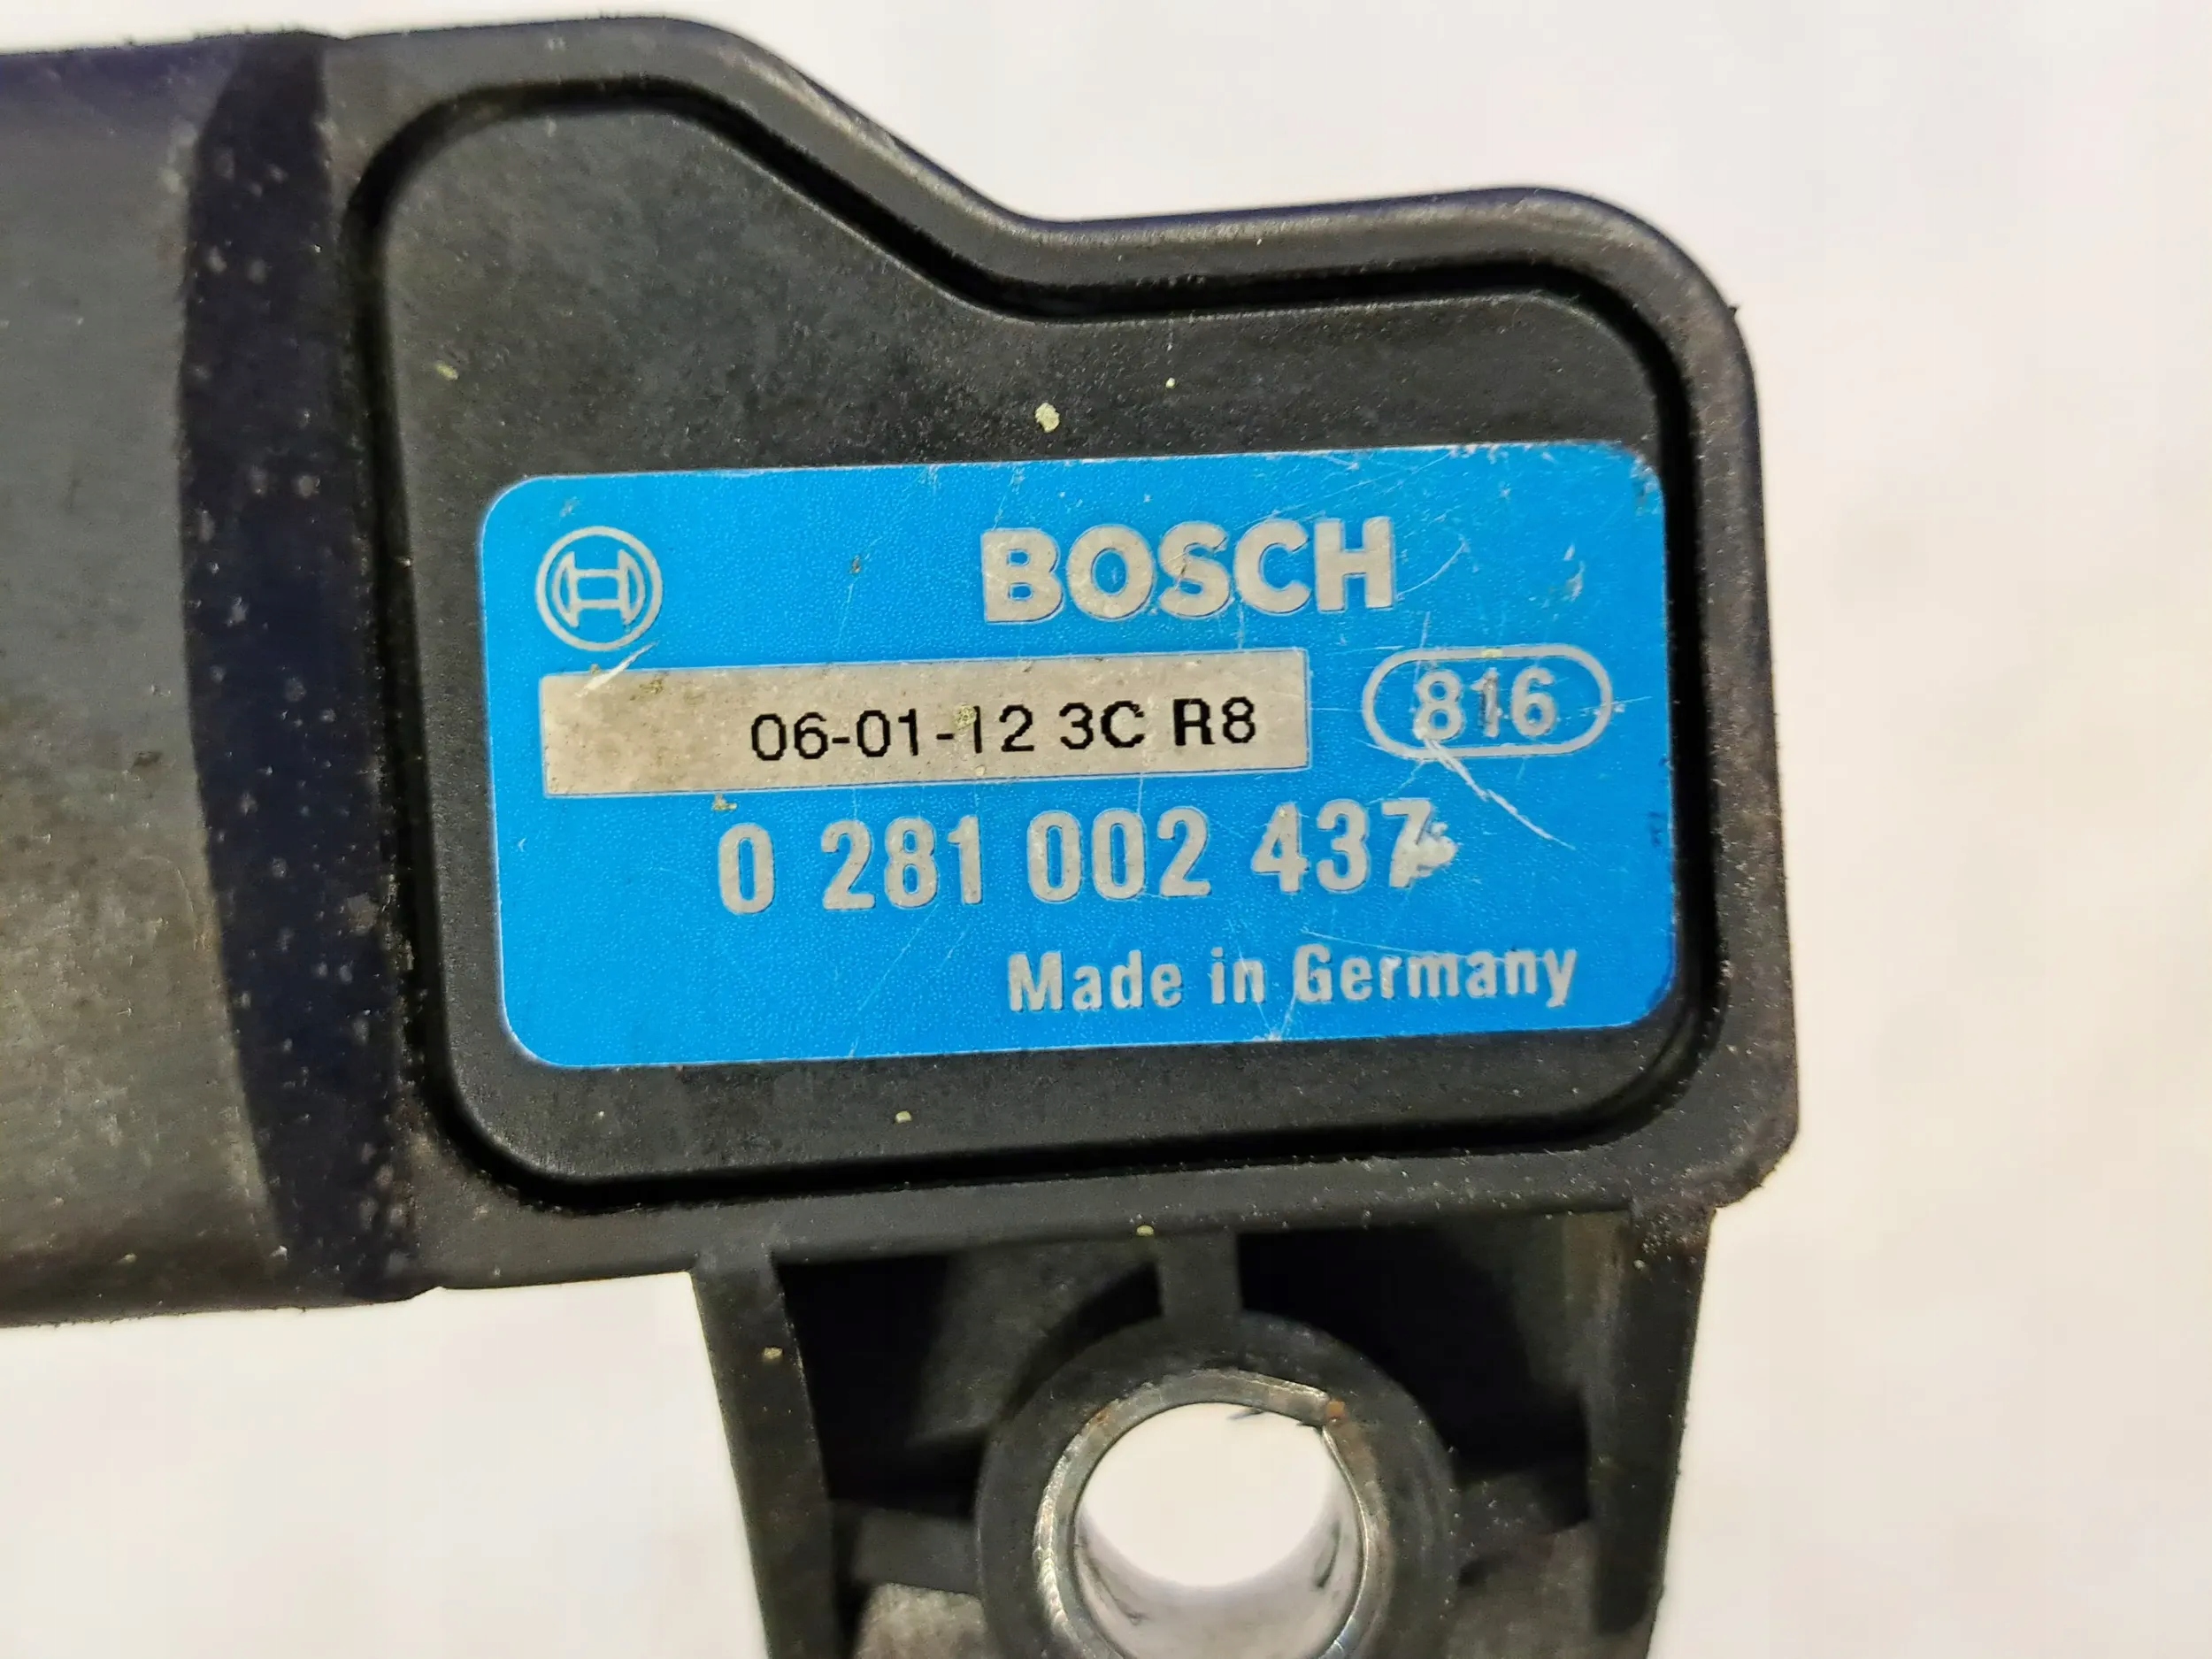 BOSCH
06-01-12 3C R8
816
0 281 002 437
Made in Germany